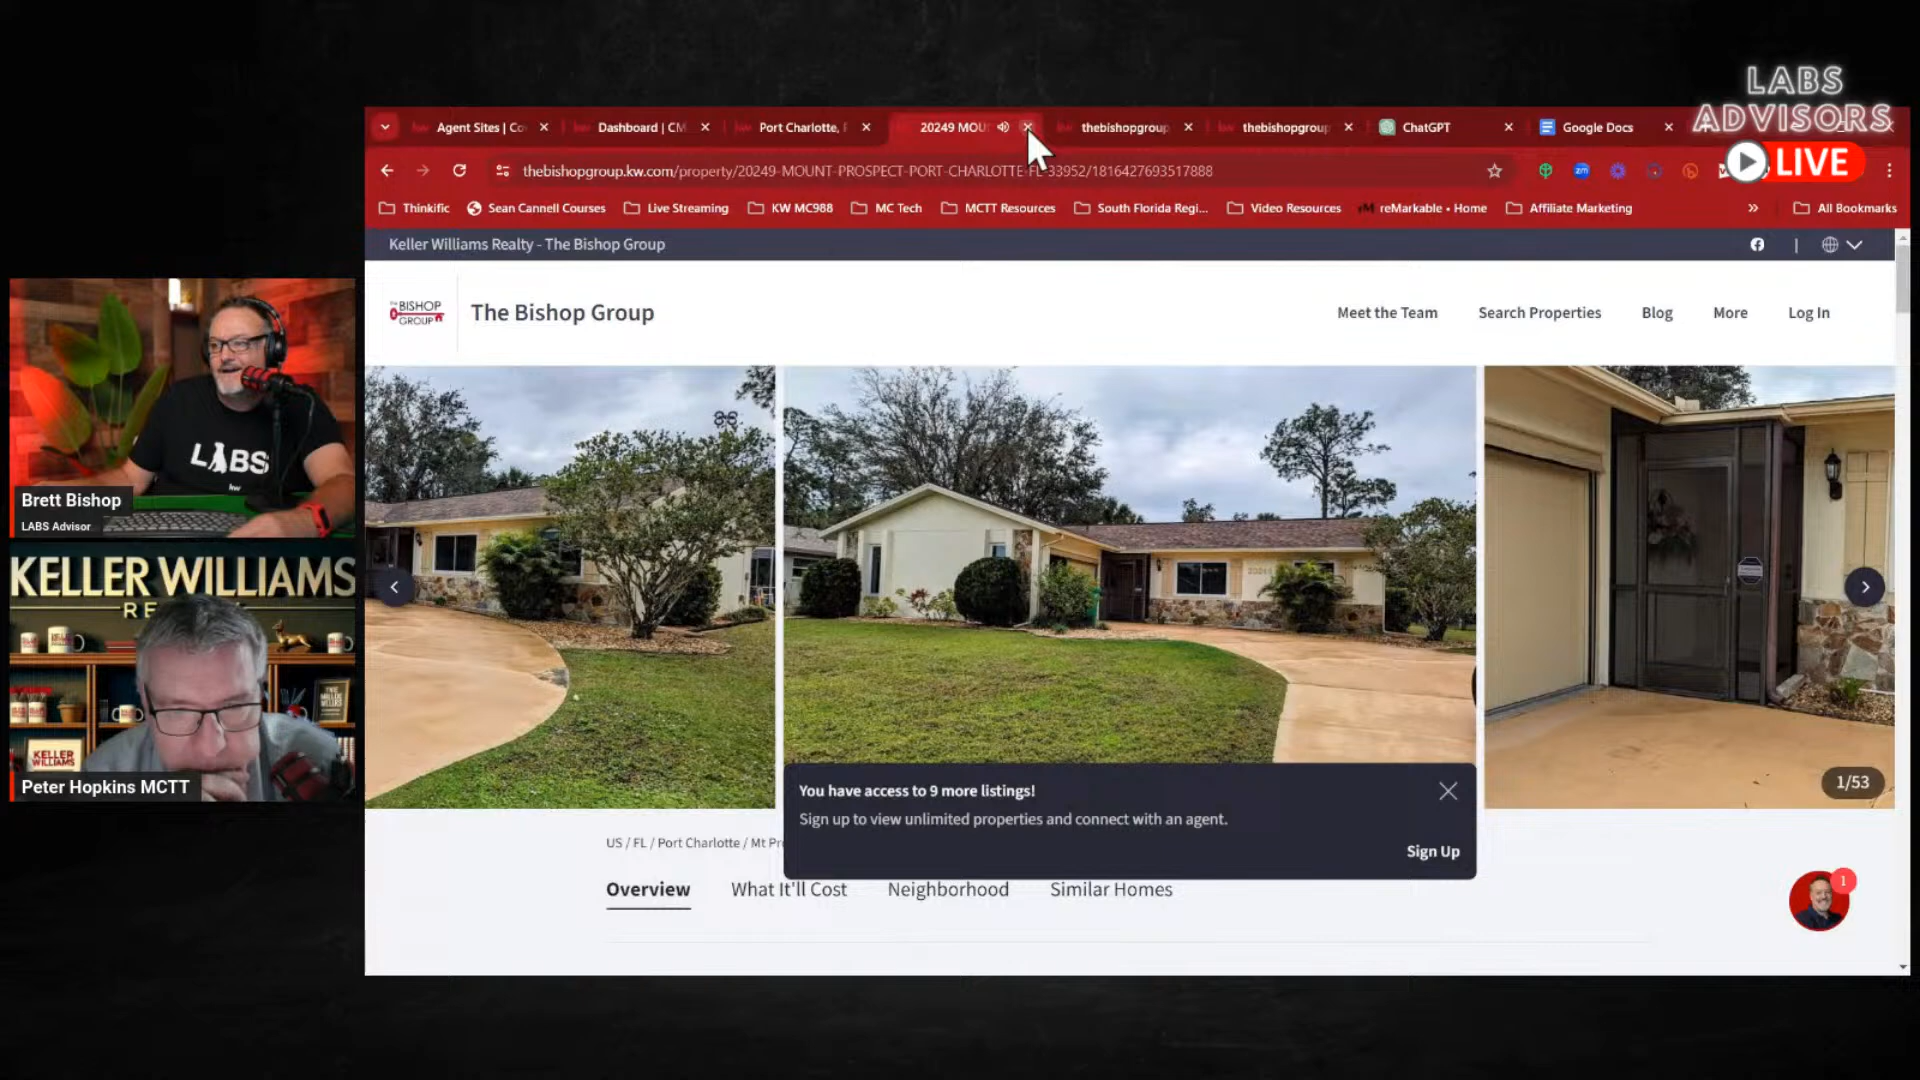 LABS
ADVISORS
LIVE
Agent Sites | Co
Dashboard | CM
Port Charlotte,
20249 MOU
thebishopgroup
thebishopgroup
ChatGPT
Google Docs
thebishopgroup.kw.com/property/20249-MOUNT-PROSPECT-PORT-CHARLOTTE-FL-33952/1816427693517888
Thinkific
Sean Cannell Courses
Live Streaming
KW MC988
MC Tech
MCTT Resources
South Florida Regi...
Video Resources
reMarkable • Home
Affiliate Marketing
All Bookmarks
Keller Williams Realty - The Bishop Group
BISHOP
GROUP
The Bishop Group
Meet the Team
Search Properties
Blog
More
Log In
LABS
kw
Brett Bishop
LABS Advisor
KELLER WILLIAMS
KELLER
WILLIAMS
Peter Hopkins MCTT
1/53
You have access to 9 more listings!
Sign up to view unlimited properties and connect with an agent.
Sign Up
US / FL / Port Charlotte /
Overview
What It'll Cost
Neighborhood
Similar Homes
1